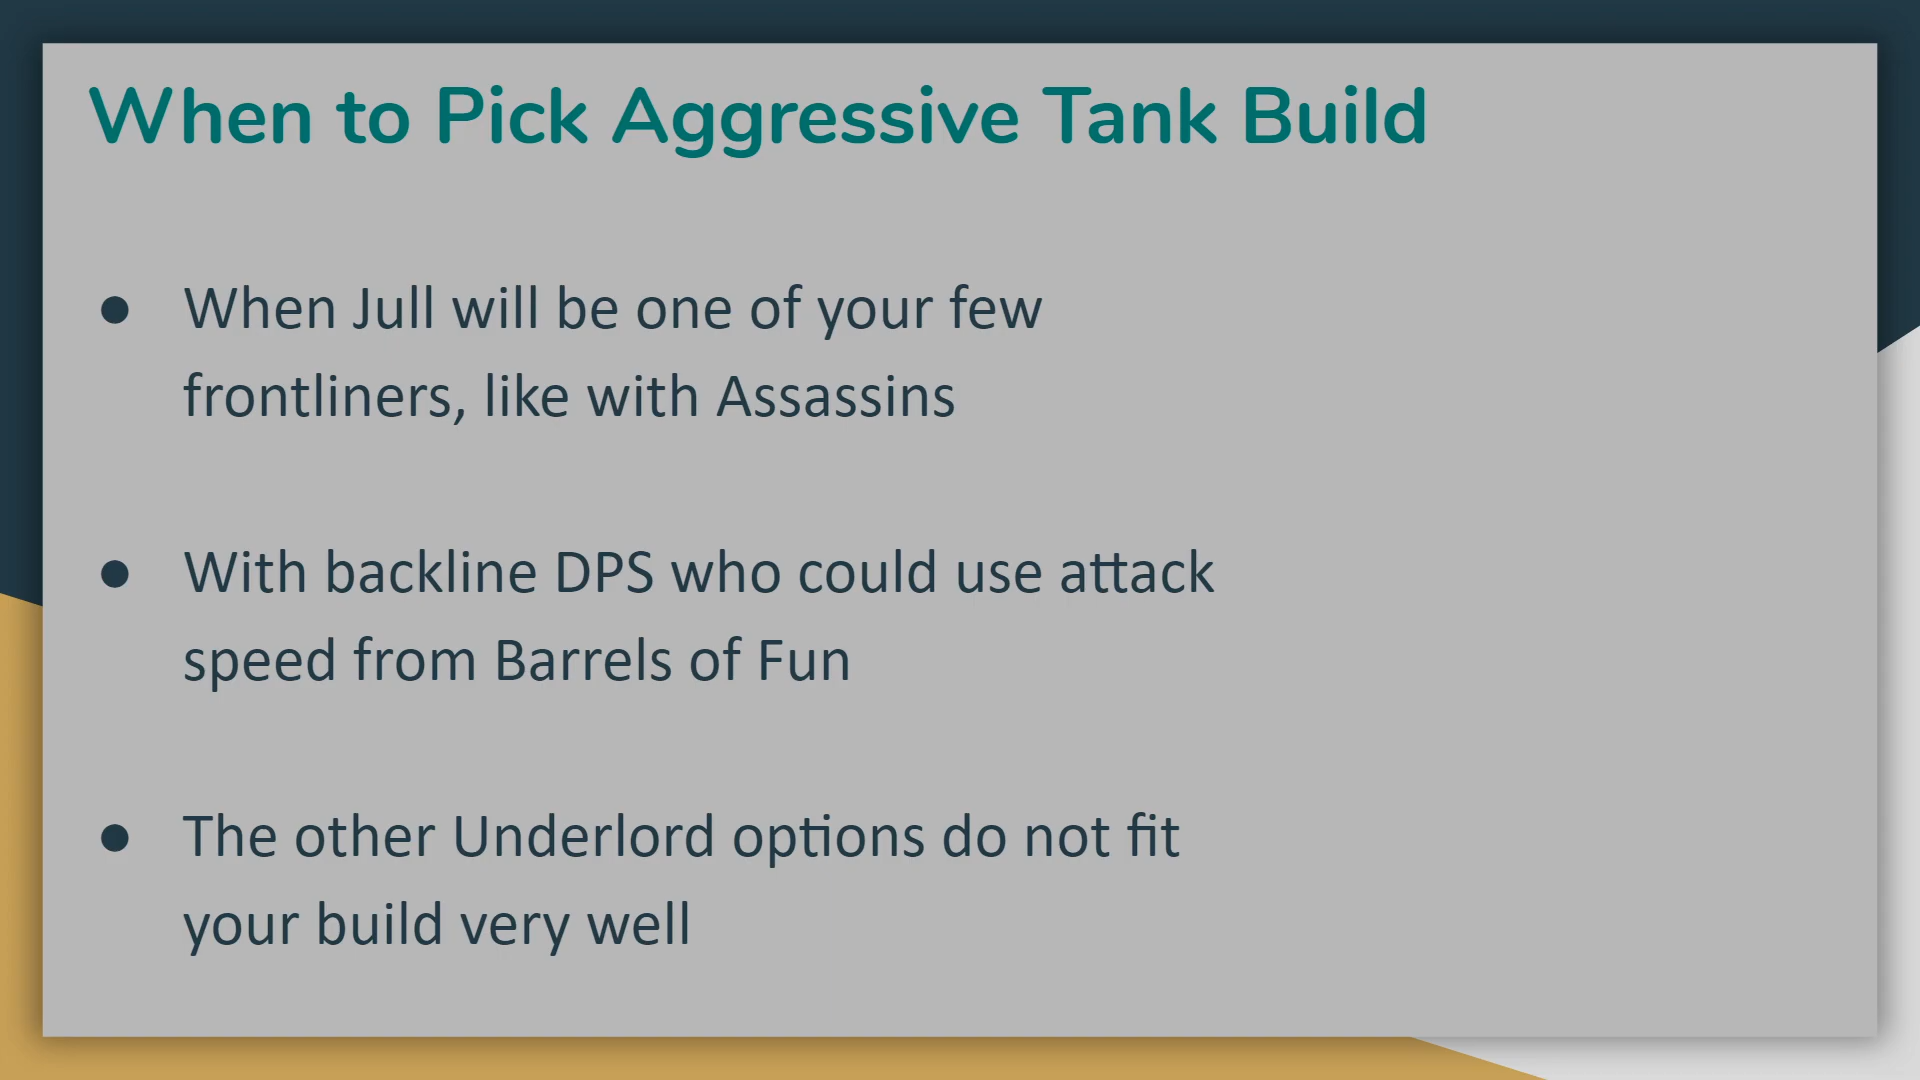 When to Pick Aggressive Tank Build
● When Jull will be one of your few
frontliners, like with Assassins
● With backline DPS who could use attack
speed from Barrels of Fun
● The other Underlord options do not fit
your build very well